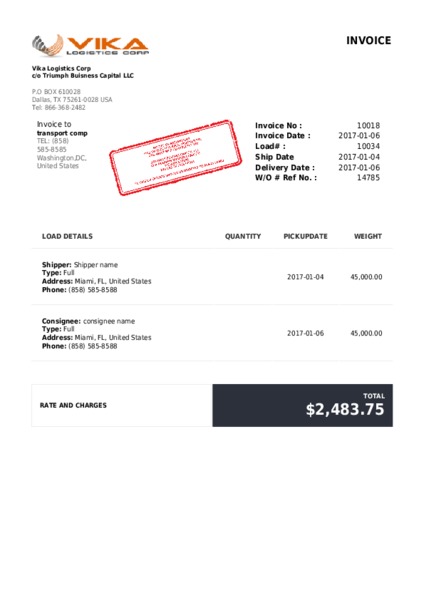 VIKA
LOGISTICS CORP
INVOICE
Vika Logistics Corp
c/o Triumph Buisness Capital LLC
P.O BOX 610028
Dallas, TX 75261-0028 USA
Tel: 866-368-2482
Invoice to
transport comp
TEL: (858)
585-8585
Washington,DC,
United States
Invoice No : 10018
Invoice Date : 2017-01-06
Load# : 10034
Ship Date 2017-01-04
Delivery Date : 2017-01-06
W/O # Ref No. : 14785
LOAD DETAILS QUANTITY PICKUPDATE WEIGHT
Shipper: Shipper name
Type: Full
Address: Miami, FL, United States
Phone: (858) 585-8588
2017-01-04 45,000.00
Consignee: consignee name
Type: Full
Address: Miami, FL, United States
Phone: (858) 585-8588
2017-01-06 45,000.00
RATE AND CHARGES
TOTAL
$2,483.75